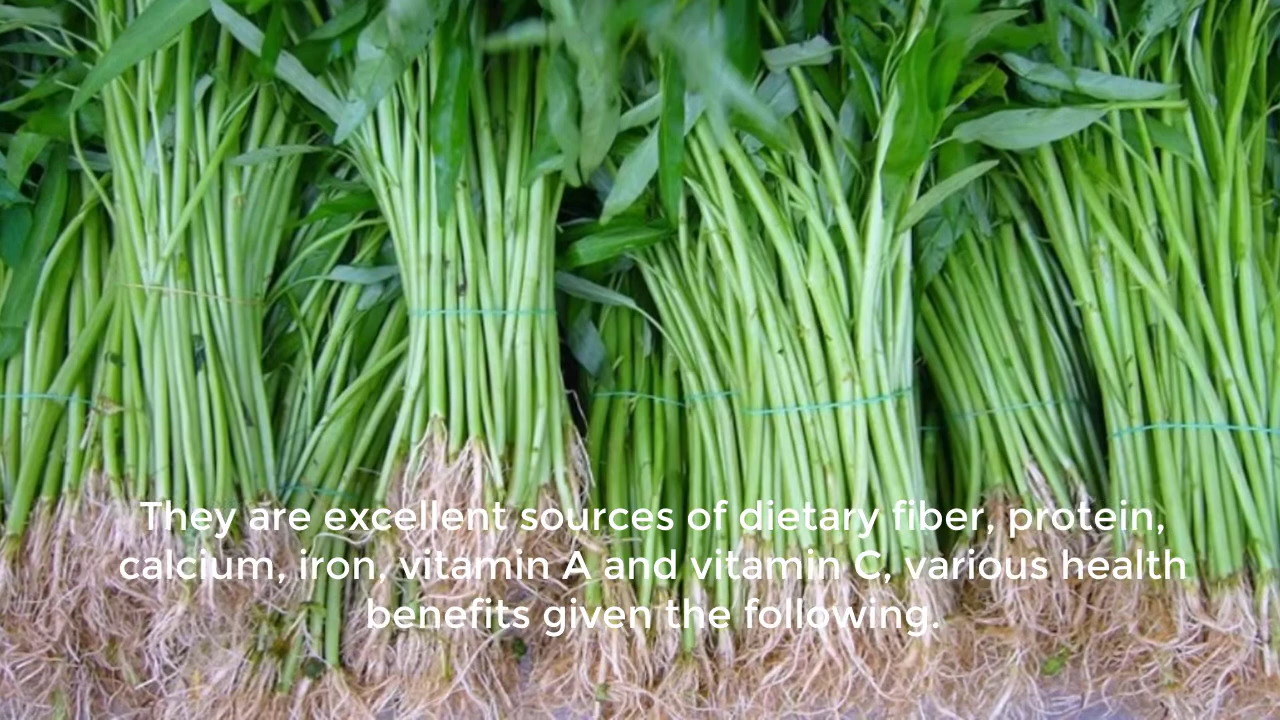 They are excellent sources of dietary fiber, protein,
calcium, iron, vitamin A and vitamin C, various health
benefits given the following.